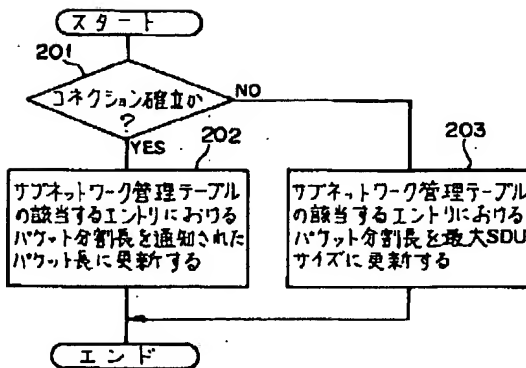 スタート
201
コネクション確立か
?
NO
YES
202
203
サブネットワーク管理テーブル
の該当するエントリにおける
パケット分割長を通知された
パケット長に更新する
サブネットワーク管理テーブル
の該当するエントリにおける
パケット分割長を最大SDU
サイズに更新する
エンド